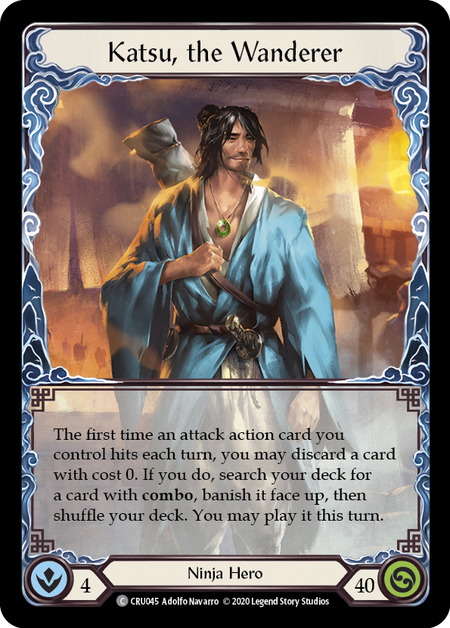 Katsu, the Wanderer
The first time an attack action card you
control hits each turn, you may discard a card
with cost 0. If you do, search your deck for
a card with combo, banish it face up, then
shuffle your deck. You may play it this turn.
4
Ninja Hero
40
C CRU045 Adolfo Navarro © 2020 Legend Story Studios